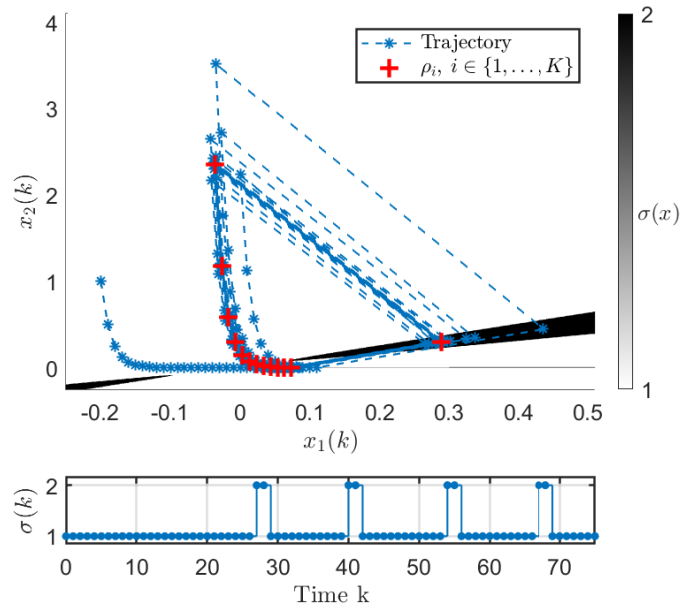 4
3
2
1
0
x₂(k)
-0.2 -0.1 0 0.1 0.2 0.3 0.4 0.5
x₁(k)
Trajectory
ρᵢ, i ∈ {1, . . . , K}
2
σ(x)
1
2
1
σ(k)
0 10 20 30 40 50 60 70
Time k